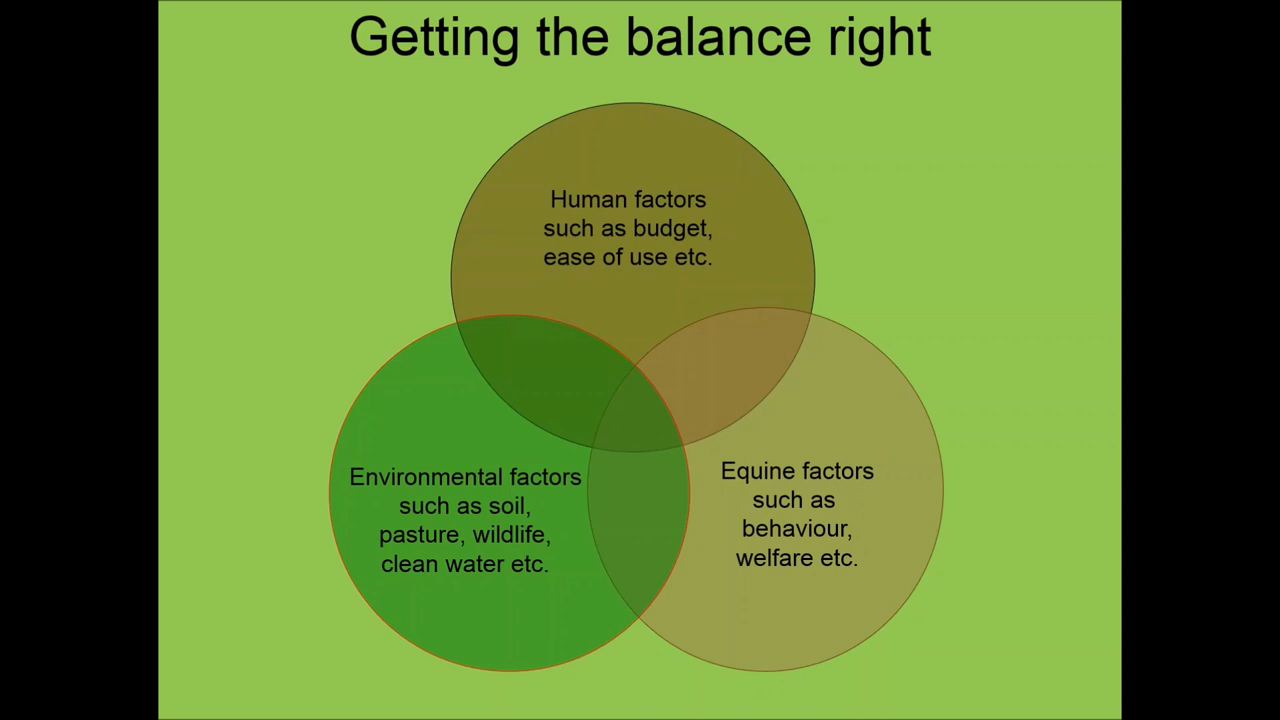 Getting the balance right
Human factors
such as budget,
ease of use etc.
Environmental factors
such as soil,
pasture, wildlife,
clean water etc.
Equine factors
such as
behaviour,
welfare etc.